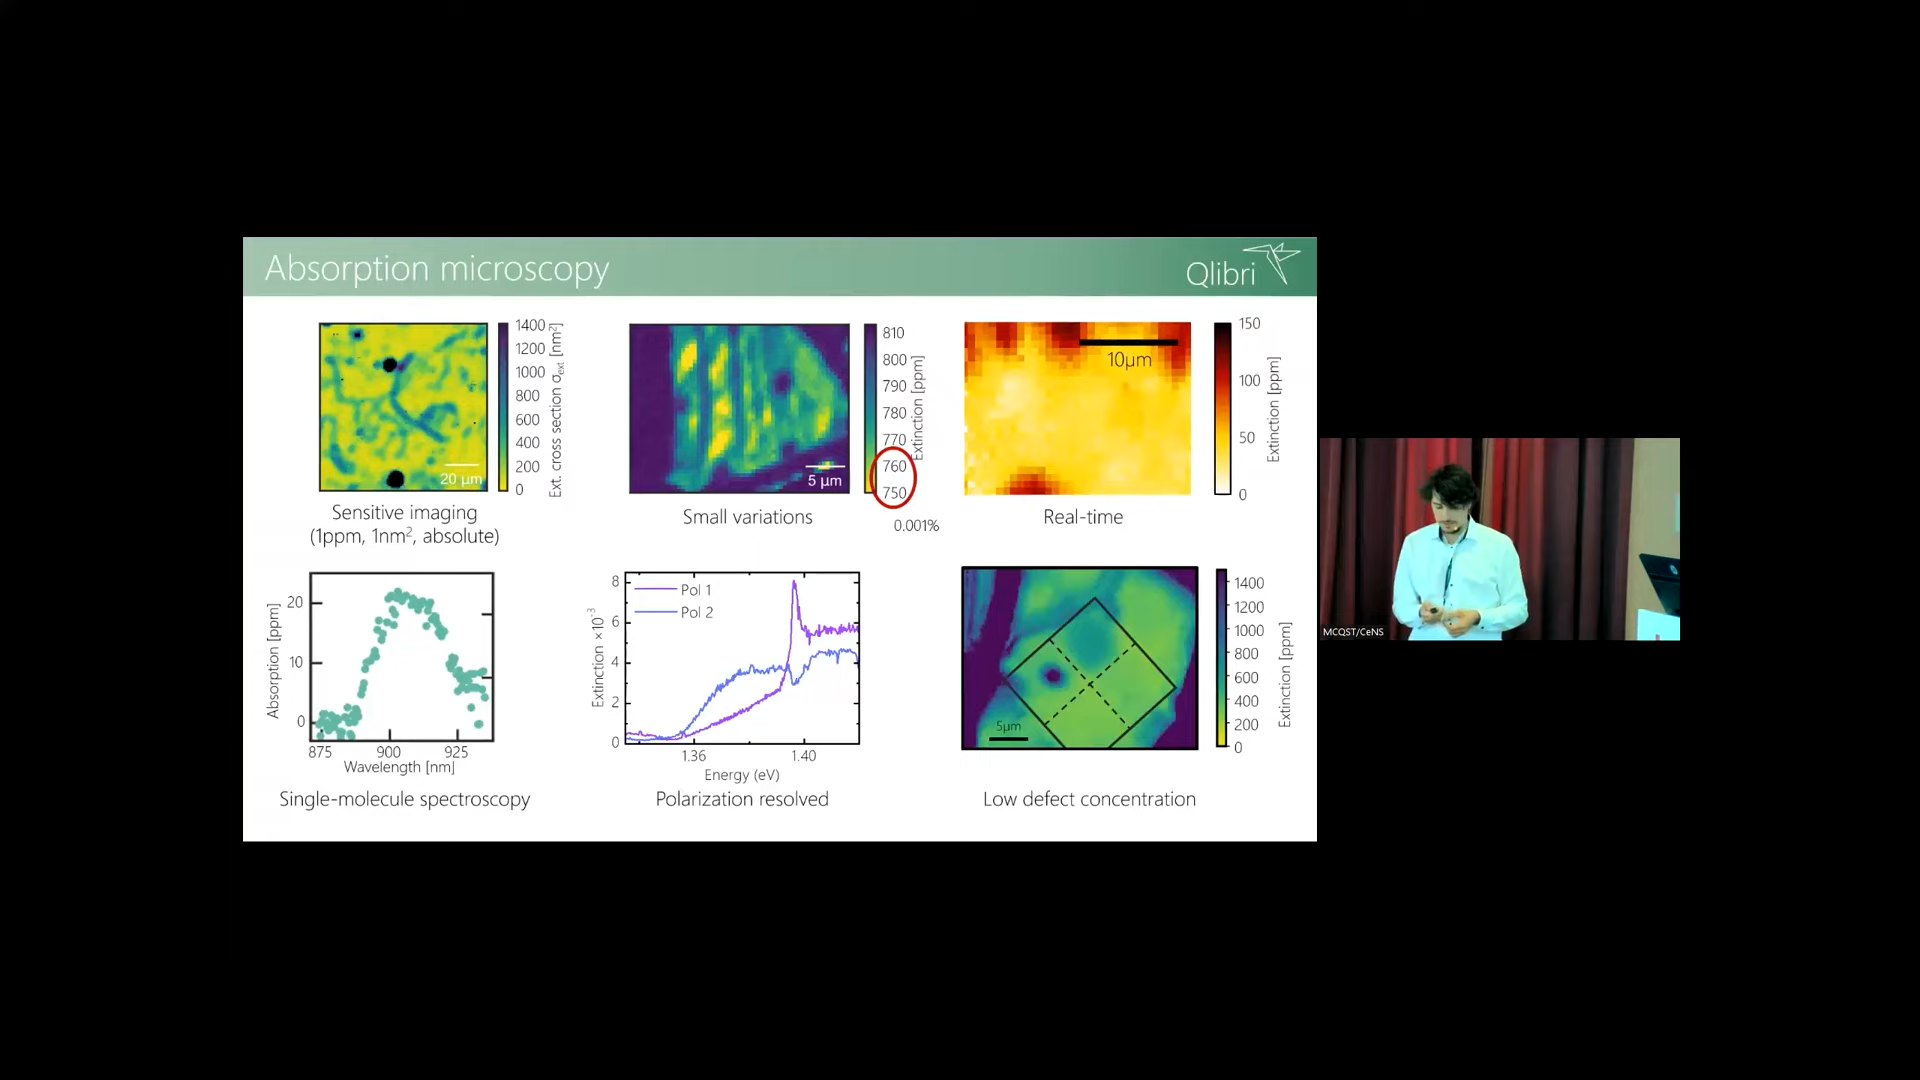 Absorption microscopy
Qlibri
1400
1200
1000
800
600
400
200
0
Ext. cross section σext [nm²]
20 µm
Sensitive imaging
(1ppm, 1nm², absolute)
810
800
790
780
770
760
750
Extinction [ppm]
5 µm
Small variations
0.001%
10µm
150
100
50
0
Extinction [ppm]
Real-time
20
10
0
Absorption [ppm]
875 900 925
Wavelength [nm]
Single-molecule spectroscopy
Pol 1
Pol 2
8
6
4
2
0
Extinction ×10⁻³
1.36 1.40
Energy (eV)
Polarization resolved
5µm
1400
1200
1000
800
600
400
200
0
Extinction [ppm]
Low defect concentration
MCQST/CeNS